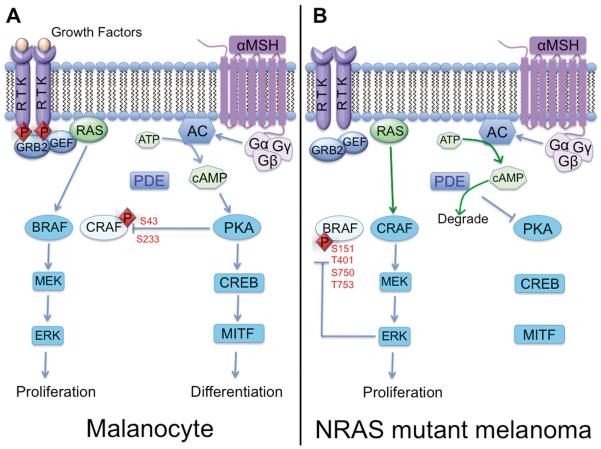 A
Growth Factors
αMSH
RTK
RTK
P
P
GRB2
GEF
RAS
ATP
AC
Gα Gγ
Gβ
PDE
cAMP
BRAF
CRAF
P
S43
S233
PKA
MEK
CREB
ERK
MITF
Proliferation
Differentiation
Malanocyte
B
αMSH
RTK
RTK
GRB2
GEF
RAS
ATP
AC
Gα Gγ
Gβ
PDE
cAMP
Degrade
BRAF
P
S151
T401
S750
T753
CRAF
PKA
MEK
CREB
ERK
MITF
Proliferation
NRAS mutant melanoma